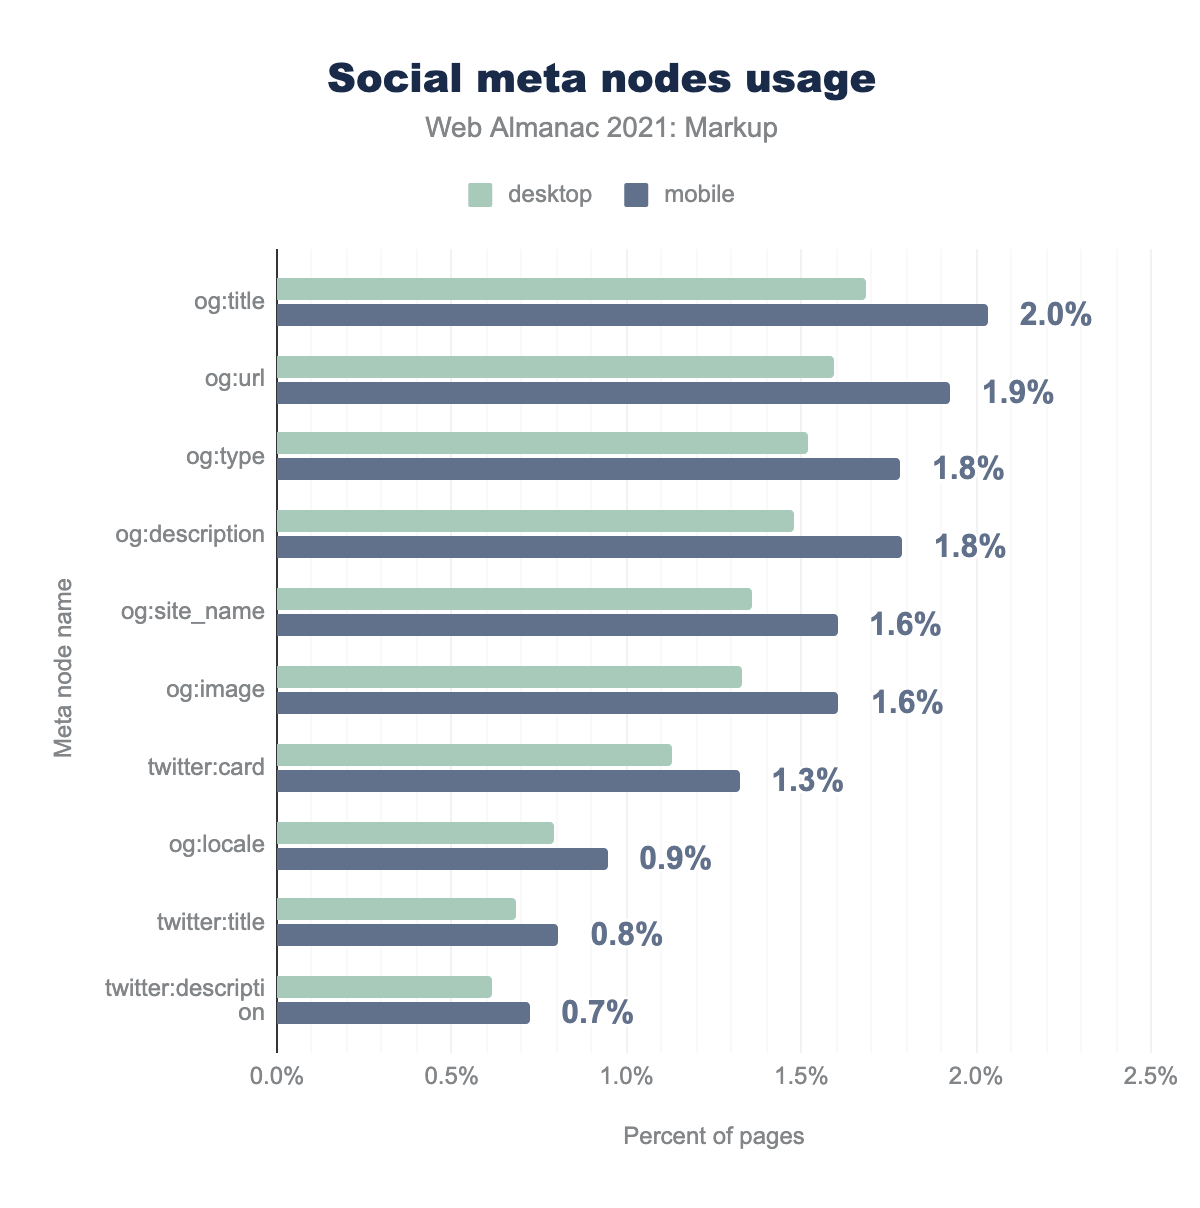 Social meta nodes usage
Web Almanac 2021: Markup
desktop
mobile
Meta node name
og:title
2.0%
og:url
1.9%
og:type
1.8%
og:description
1.8%
og:site_name
1.6%
og:image
1.6%
twitter:card
1.3%
og:locale
0.9%
twitter:title
0.8%
twitter:descripti
on
0.7%
0.0%
0.5%
1.0%
1.5%
2.0%
2.5%
Percent of pages